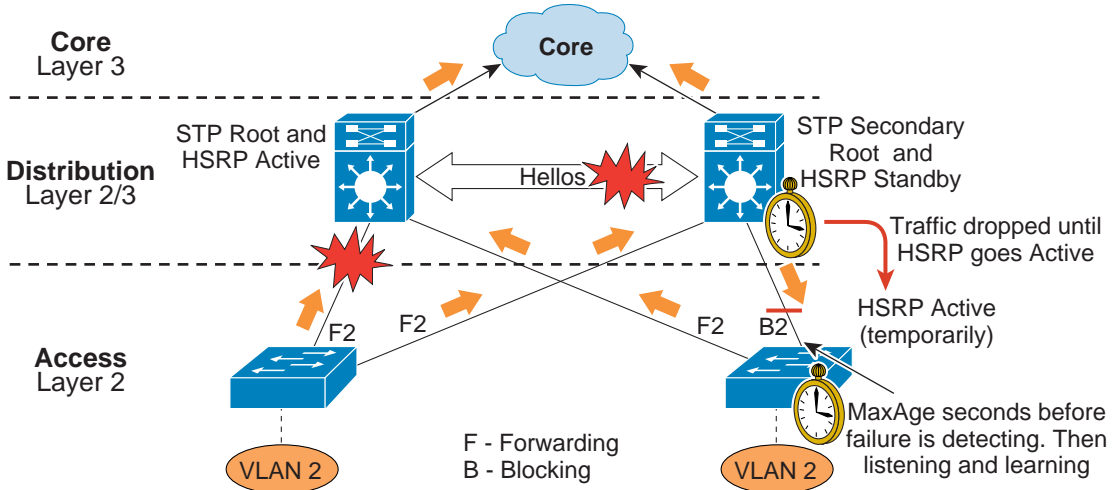 Core
Layer 3
Core
STP Root and
HSRP Active
STP Secondary
Root and
HSRP Standby
Distribution
Layer 2/3
Hellos
Traffic dropped until
HSRP goes Active
HSRP Active
(temporarily)
F2
F2
F2
B2
Access
Layer 2
MaxAge seconds before
failure is detecting. Then
listening and learning
F - Forwarding
B - Blocking
VLAN 2
VLAN 2